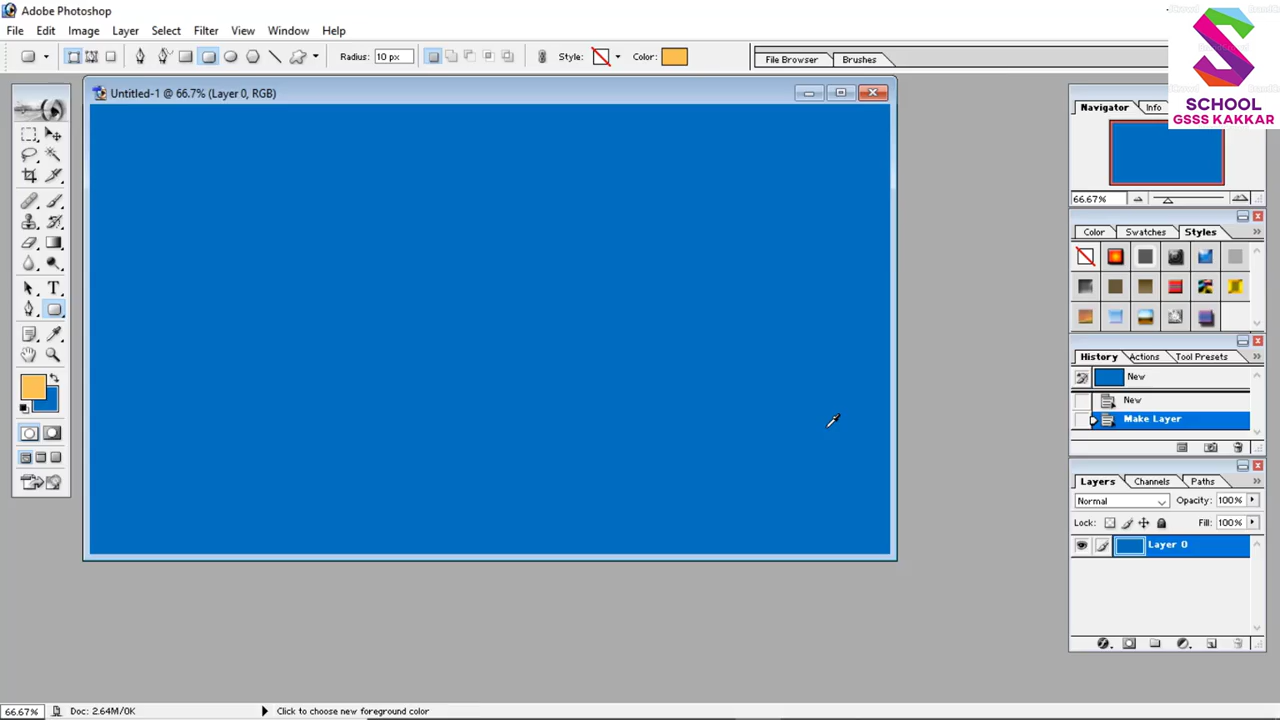 Adobe Photoshop
File Edit Image Layer Select Filter View Window Help
Radius: 10 px Style: Color: File Browser Brushes
SCHOOL
GSSS KAKKAR
Untitled-1 @ 66.7% (Layer 0, RGB)
Navigator Info
66.67%
Color Swatches Styles
History Actions Tool Presets
New
New
Make Layer
Layers Channels Paths
Normal Opacity: 100%
Lock: Fill: 100%
Layer 0
66.67% Doc: 2.64M/0K Click to choose new foreground color